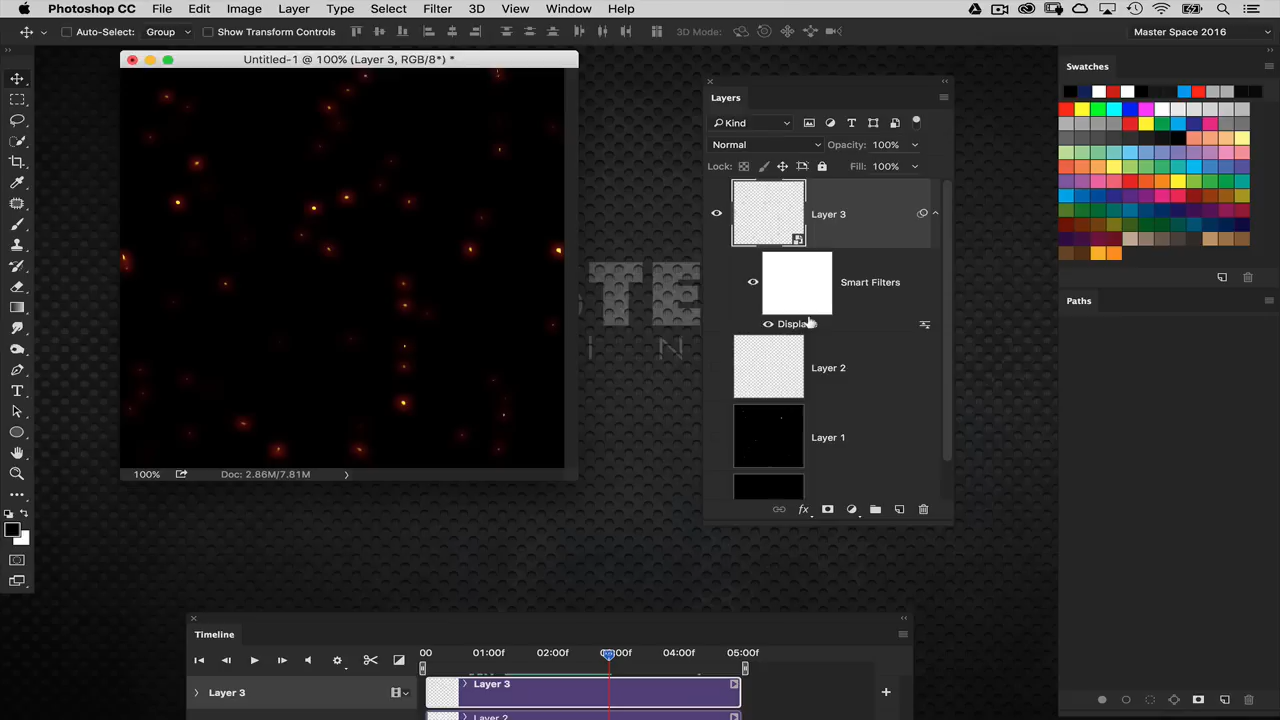 Photoshop CC File Edit Image Layer Type Select Filter 3D View Window Help
Auto-Select: Group Show Transform Controls 3D Mode: Master Space 2016
Untitled-1 @ 100% (Layer 3, RGB/8*) *
Swatches
Layers
Kind
Normal Opacity: 100%
Lock: Fill: 100%
Layer 3
Smart Filters
Displa
Paths
TE
I N
Layer 2
Layer 1
100% Doc: 2.86M/7.81M
fx
Timeline
00 01:00f 02:00f 03:00f 04:00f 05:00f
Layer 3 Layer 3
Layer 2